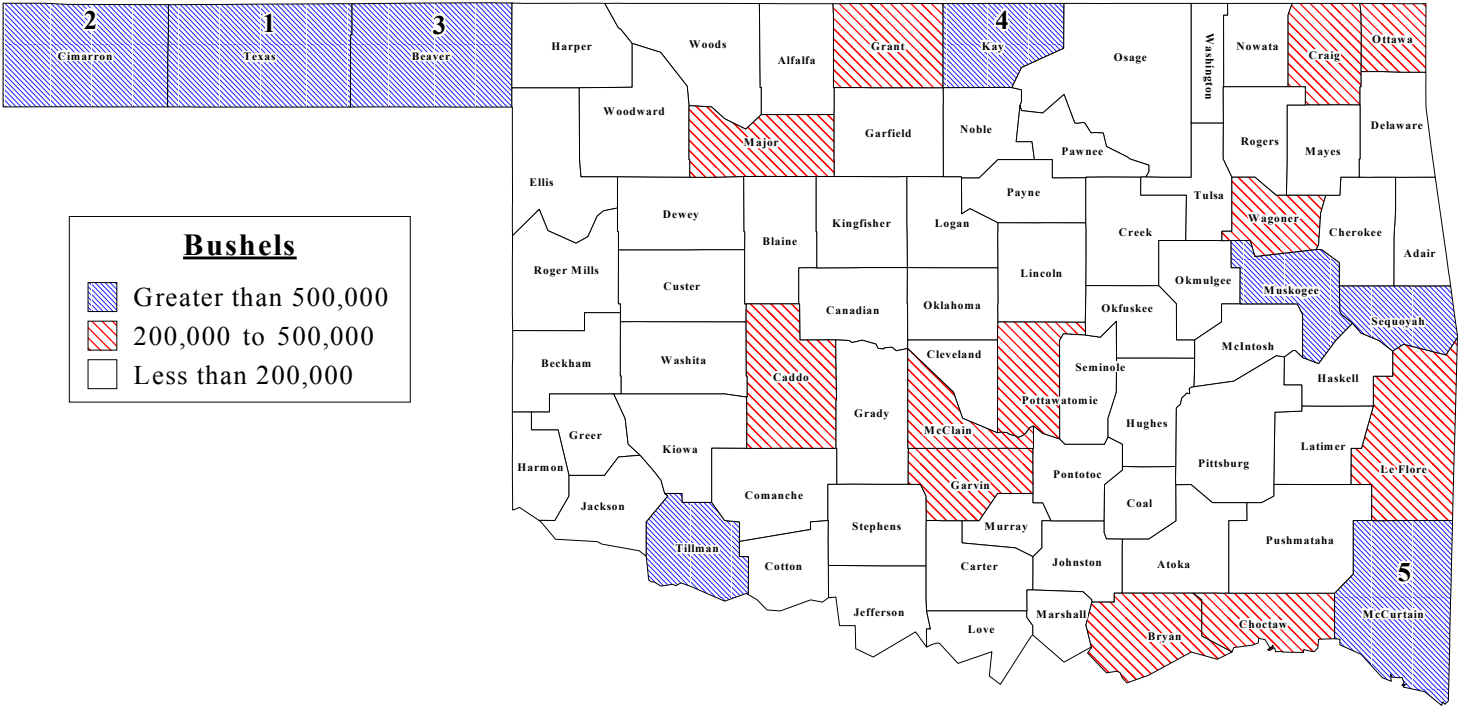 2
1
3
4
Cimarron
Texas
Beaver
Harper
Woods
Alfalfa
Grant
Kay
Osage
Washington
Nowata
Craig
Ottawa
Woodward
Major
Garfield
Noble
Pawnee
Rogers
Mayes
Delaware
Ellis
Dewey
Blaine
Kingfisher
Logan
Payne
Creek
Tulsa
Wagoner
Cherokee
Adair
Roger Mills
Custer
Canadian
Oklahoma
Lincoln
Okfuskee
Okmulgee
Muskogee
Sequoyah
Bushels
Greater than 500,000
200,000 to 500,000
Less than 200,000
Beckham
Washita
Caddo
Grady
Cleveland
McClain
Pottawatomie
Seminole
Hughes
McIntosh
Haskell
Greer
Kiowa
Harmon
Jackson
Comanche
Garvin
Pontotoc
Coal
Pittsburg
Latimer
Le Flore
Tillman
Cotton
Stephens
Murray
Carter
Johnston
Atoka
Pushmataha
5
McCurtain
Jefferson
Love
Marshall
Bryan
Choctaw